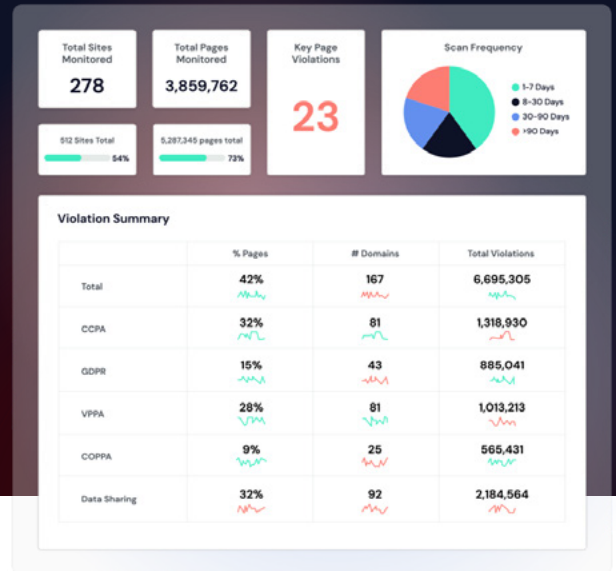 Total Sites
Monitored
278
Total Pages
Monitored
3,859,762
Key Page
Violations
23
Scan Frequency
1-7 Days
8-30 Days
30-90 Days
>90 Days
512 Sites Total
54%
5,287,345 pages total
73%
Violation Summary
% Pages # Domains Total Violations
Total 42% 167 6,695,305
CCPA 32% 81 1,318,930
GDPR 15% 43 885,041
VPPA 28% 81 1,013,213
COPPA 9% 25 565,431
Data Sharing 32% 92 2,184,564